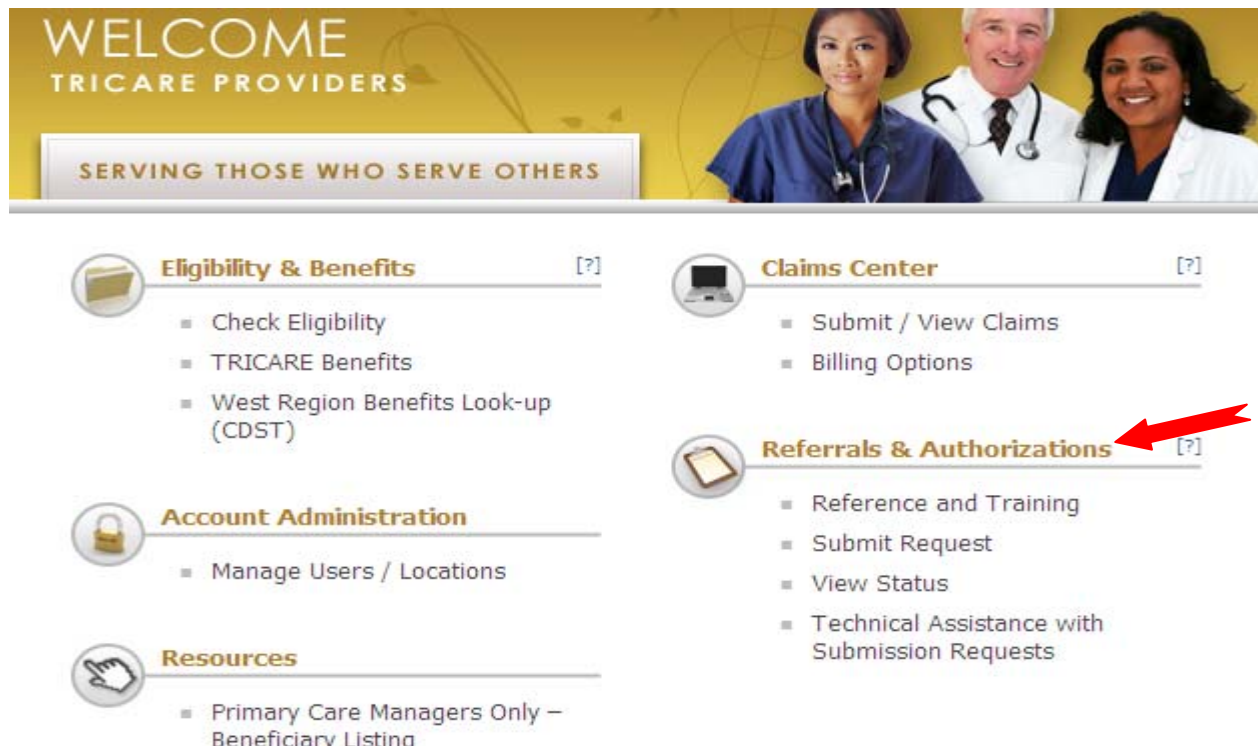 WELCOME
TRICARE PROVIDERS
SERVING THOSE WHO SERVE OTHERS
Eligibility & Benefits [?]
Check Eligibility
TRICARE Benefits
West Region Benefits Look-up
(CDST)
Account Administration
Manage Users / Locations
Resources
Primary Care Managers Only –
Beneficiary Listing
Claims Center [?]
Submit / View Claims
Billing Options
Referrals & Authorizations [?]
Reference and Training
Submit Request
View Status
Technical Assistance with
Submission Requests